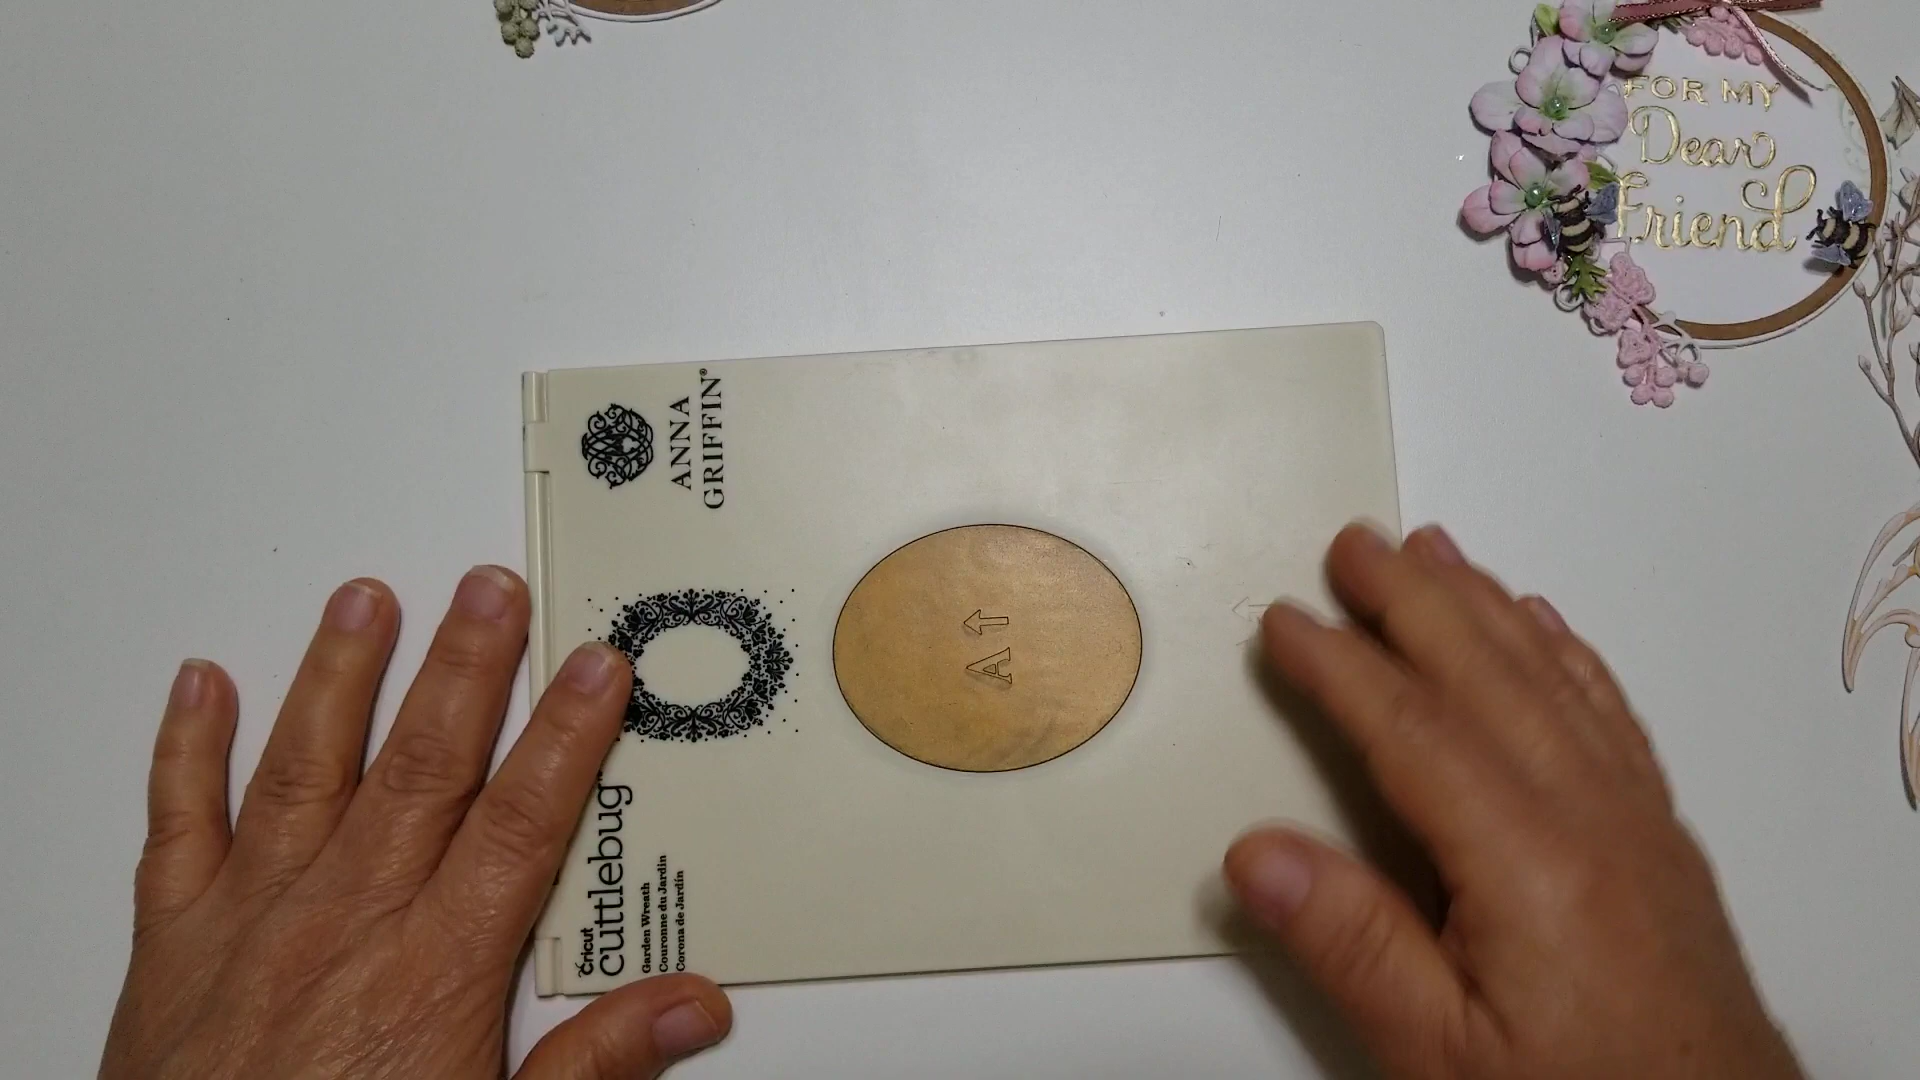 FOR MY
Dear
Friend
ANNA
GRIFFIN®
A
Cricut
cuttlebug
Garden Wreath
Couronne du Jardin
Corona de Jardín